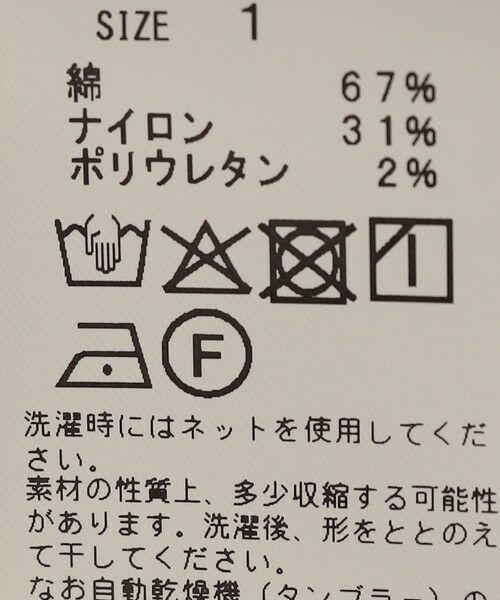 SIZE 1
綿 67%
ナイロン 31%
ポリウレタン 2%
F
洗濯時にはネットを使用してくだ
さい。
素材の性質上、多少収縮する可能性
があります。洗濯後、形をととのえ
て干してください。
なお自動乾燥機（タンブラー）の